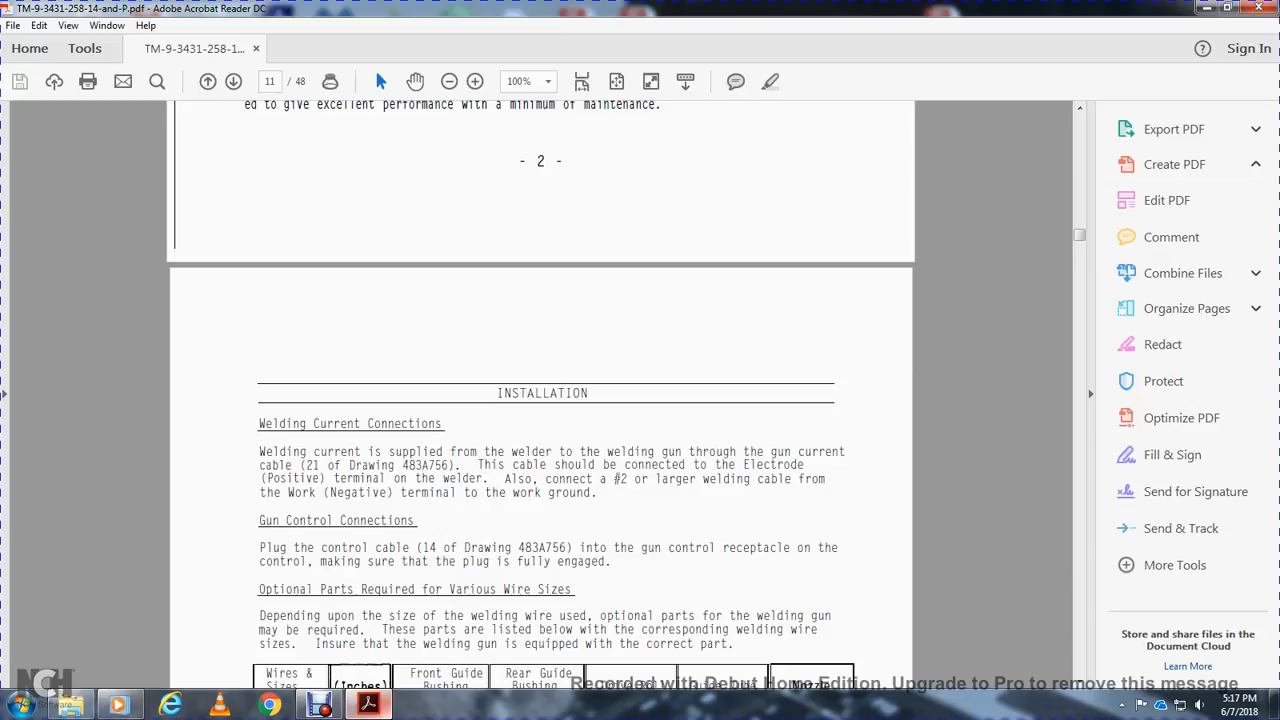 TM-9-3431-258-14-and-P.pdf - Adobe Acrobat Reader DC
File Edit View Window Help
Home Tools TM-9-3431-258-1... × Sign In
11 / 48 100%
ed to give excellent performance with a minimum of maintenance.
- 2 -
INSTALLATION
Welding Current Connections
Welding current is supplied from the welder to the welding gun through the gun current
cable (21 of Drawing 483A756). This cable should be connected to the Electrode
(Positive) terminal on the welder. Also, connect a #2 or larger welding cable from
the Work (Negative) terminal to the work ground.
Gun Control Connections
Plug the control cable (14 of Drawing 483A756) into the gun control receptacle on the
control, making sure that the plug is fully engaged.
Optional Parts Required for Various Wire Sizes
Depending upon the size of the welding wire used, optional parts for the welding gun
may be required. These parts are listed below with the corresponding welding wire
sizes. Insure that the welding gun is equipped with the correct part.
Wires & Front Guide Rear Guide
Sizes (Inches) Bushing Bushing Nozzle
Export PDF
Create PDF
Edit PDF
Comment
Combine Files
Organize Pages
Redact
Protect
Optimize PDF
Fill & Sign
Send for Signature
Send & Track
More Tools
Store and share files in the
Document Cloud
Learn More
NCH
Software
Recorded with Debut Home Edition. Upgrade to Pro to remove this message
5:17 PM
6/7/2018